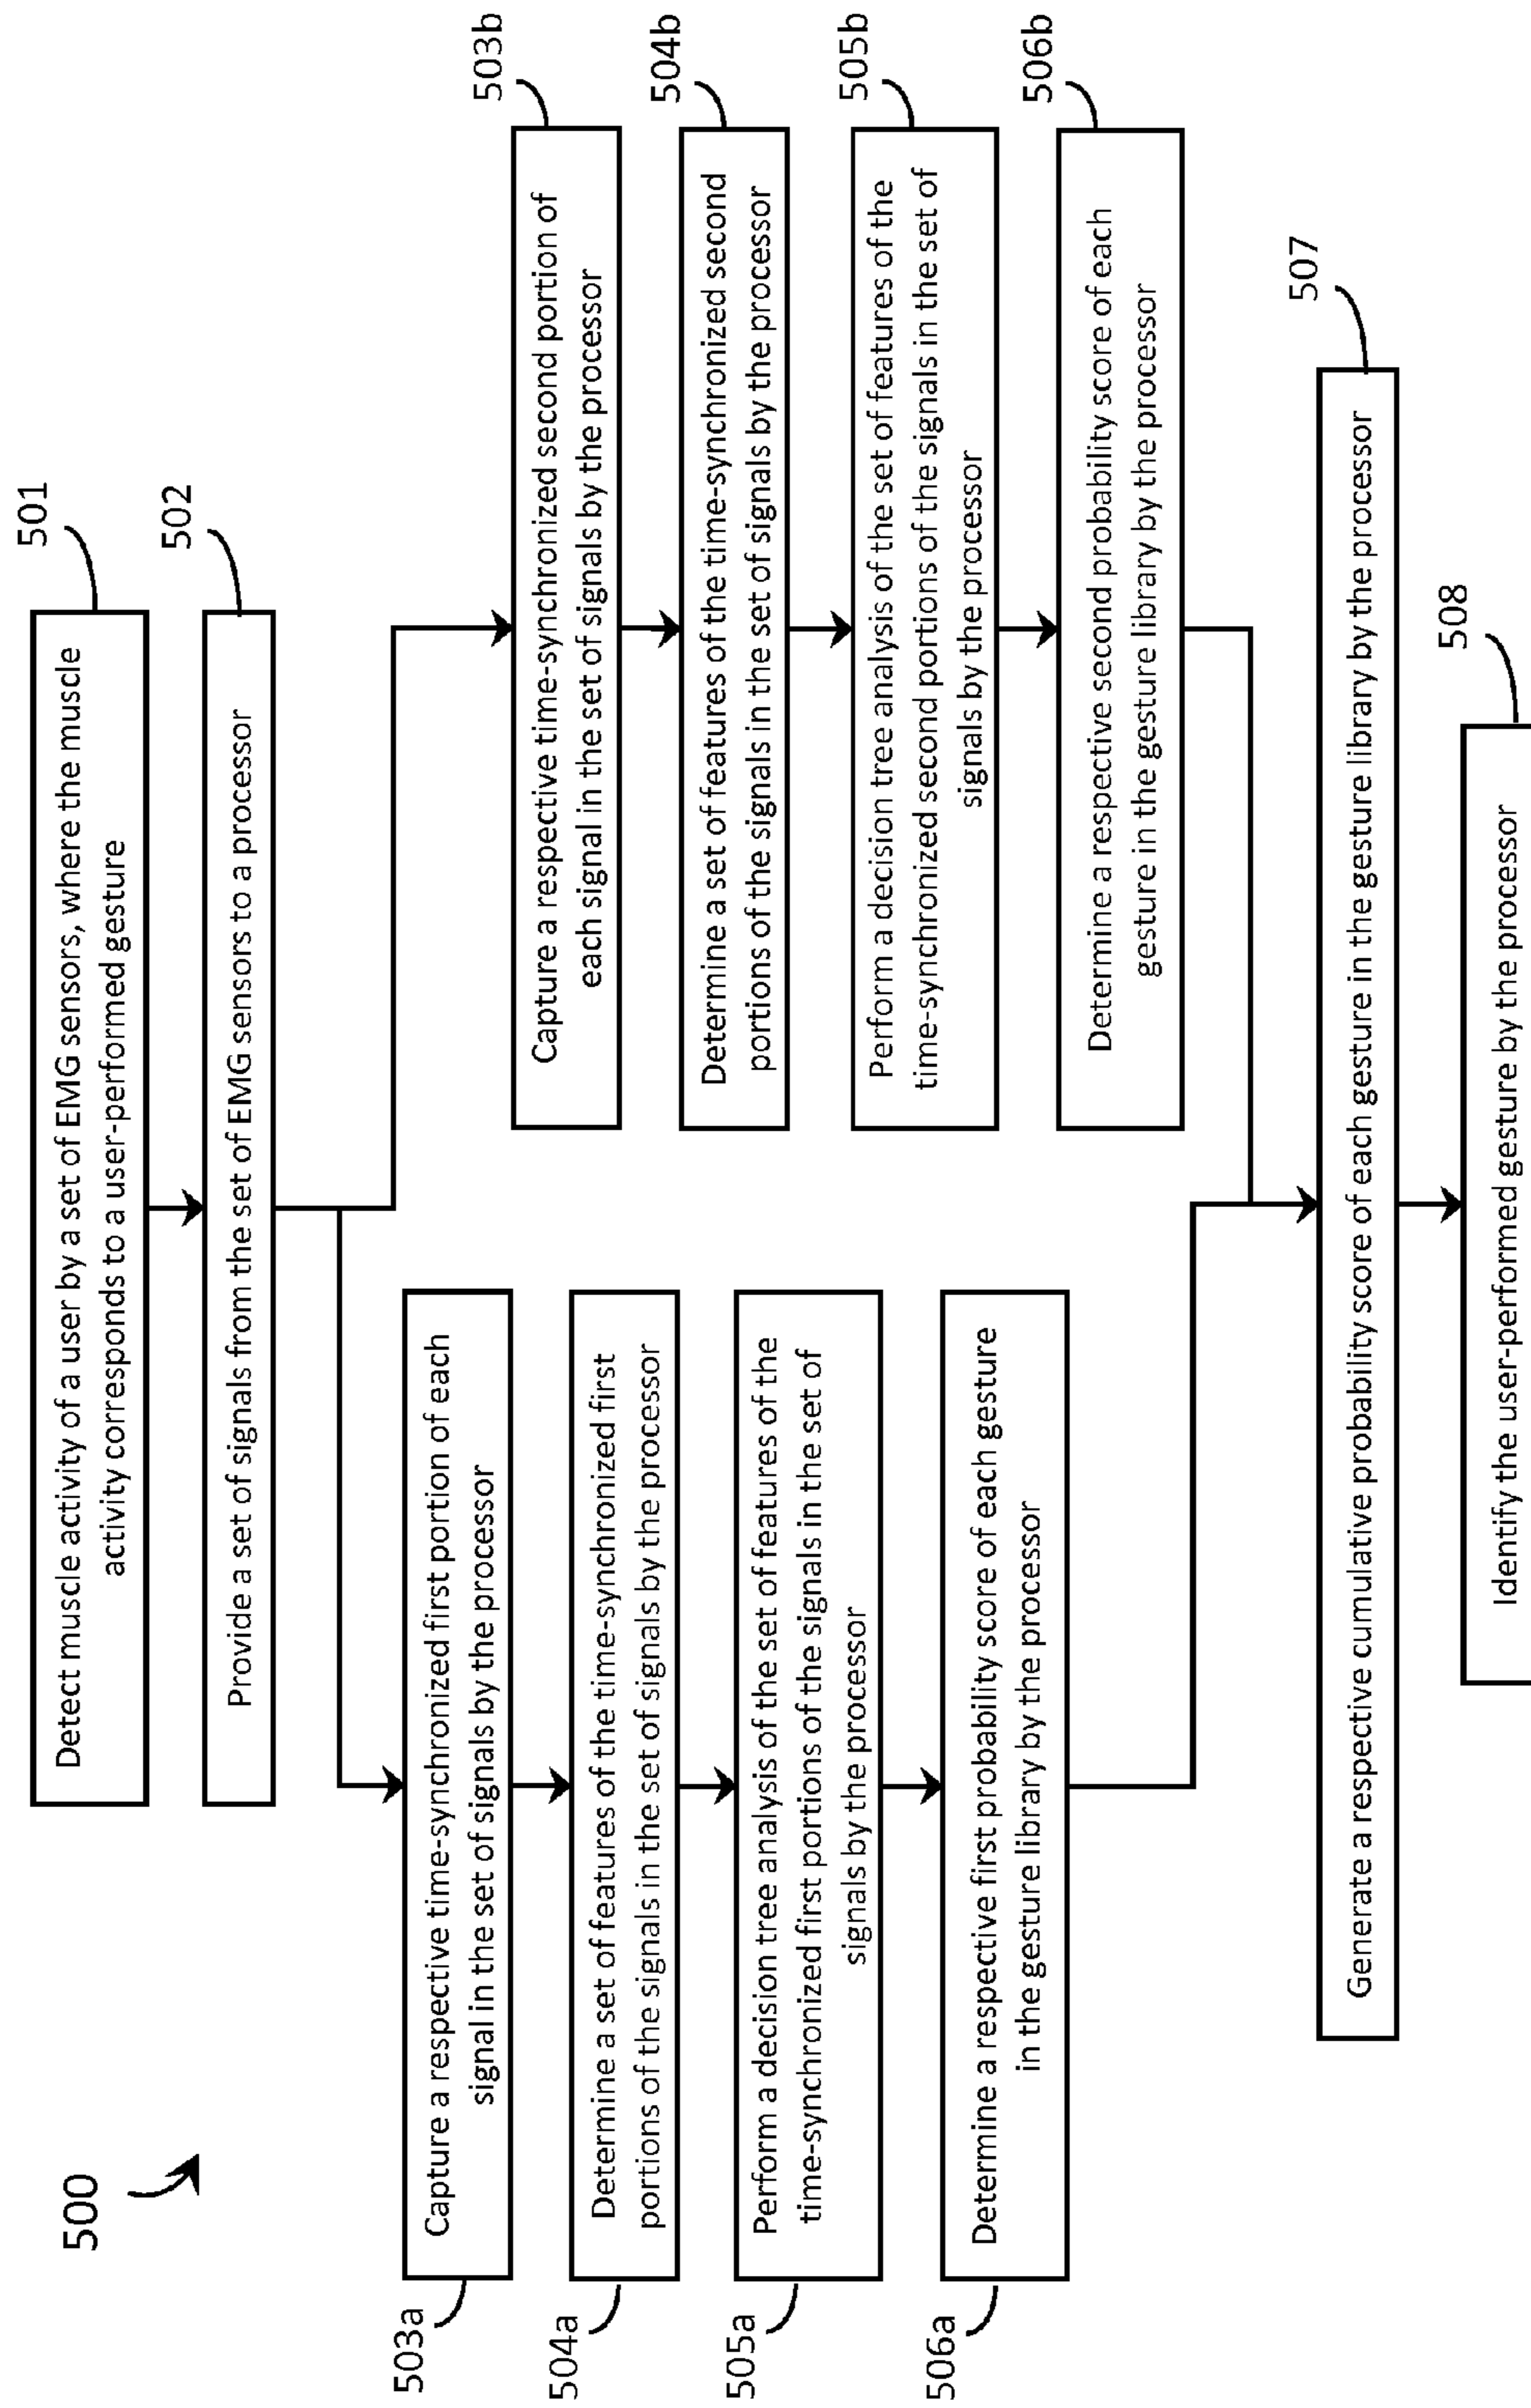 500
501
Detect muscle activity of a user by a set of EMG sensors, where the muscle
activity corresponds to a user-performed gesture
502
Provide a set of signals from the set of EMG sensors to a processor
503a
Capture a respective time-synchronized first portion of each
signal in the set of signals by the processor
504a
Determine a set of features of the time-synchronized first
portions of the signals in the set of signals by the processor
505a
Perform a decision tree analysis of the set of features of the
time-synchronized first portions of the signals in the set of
signals by the processor
506a
Determine a respective first probability score of each gesture
in the gesture library by the processor
503b
Capture a respective time-synchronized second portion of
each signal in the set of signals by the processor
504b
Determine a set of features of the time-synchronized second
portions of the signals in the set of signals by the processor
505b
Perform a decision tree analysis of the set of features of the
time-synchronized second portions of the signals in the set of
signals by the processor
506b
Determine a respective second probability score of each
gesture in the gesture library by the processor
507
Generate a respective cumulative probability score of each gesture in the gesture library by the processor
508
Identify the user-performed gesture by the processor